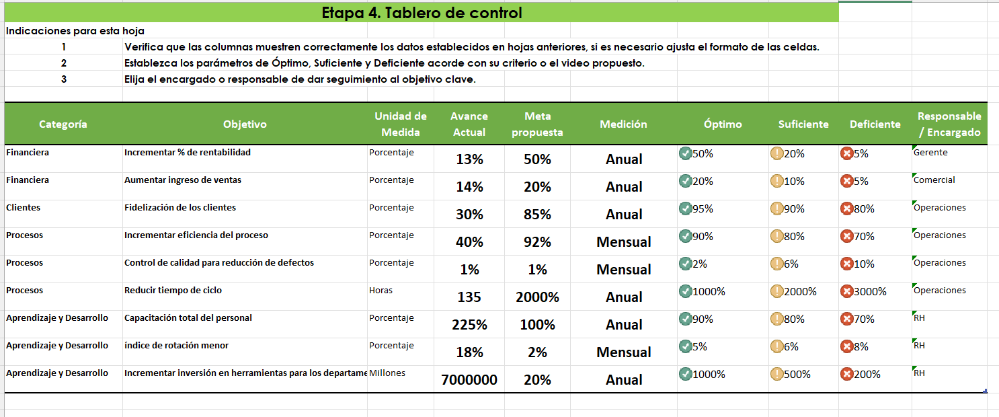 Etapa 4. Tablero de control
Indicaciones para esta hoja
1 Verifica que las columnas muestren correctamente los datos establecidos en hojas anteriores, si es necesario ajusta el formato de las celdas.
2 Establezca los parámetros de Óptimo, Suficiente y Deficiente acorde con su criterio o el video propuesto.
3 Elija el encargado o responsable de dar seguimiento al objetivo clave.
Categoría Objetivo Unidad de Medida Avance Actual Meta propuesta Medición Óptimo Suficiente Deficiente Responsable / Encargado
Financiera Incrementar % de rentabilidad Porcentaje 13% 50% Anual 50% 20% 5% Gerente
Financiera Aumentar ingreso de ventas Porcentaje 14% 20% Anual 20% 10% 5% Comercial
Clientes Fidelización de los clientes Porcentaje 30% 85% Anual 95% 90% 80% Operaciones
Procesos Incrementar eficiencia del proceso Porcentaje 40% 92% Mensual 90% 80% 70% Operaciones
Procesos Control de calidad para reducción de defectos Porcentaje 1% 1% Mensual 2% 6% 10% Operaciones
Procesos Reducir tiempo de ciclo Horas 135 2000% Anual 1000% 2000% 3000% Operaciones
Aprendizaje y Desarrollo Capacitación total del personal Porcentaje 225% 100% Anual 90% 80% 70% RH
Aprendizaje y Desarrollo índice de rotación menor Porcentaje 18% 2% Mensual 5% 6% 8% RH
Aprendizaje y Desarrollo Incrementar inversión en herramientas para los departame Millones 7000000 20% Anual 1000% 500% 200% RH